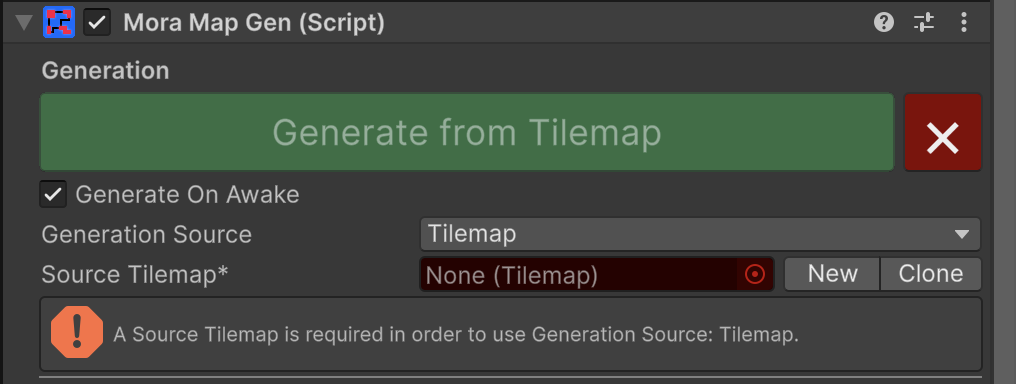 Mora Map Gen (Script)
Generation
Generate from Tilemap
Generate On Awake
Generation Source Tilemap
Source Tilemap* None (Tilemap) New Clone
A Source Tilemap is required in order to use Generation Source: Tilemap.